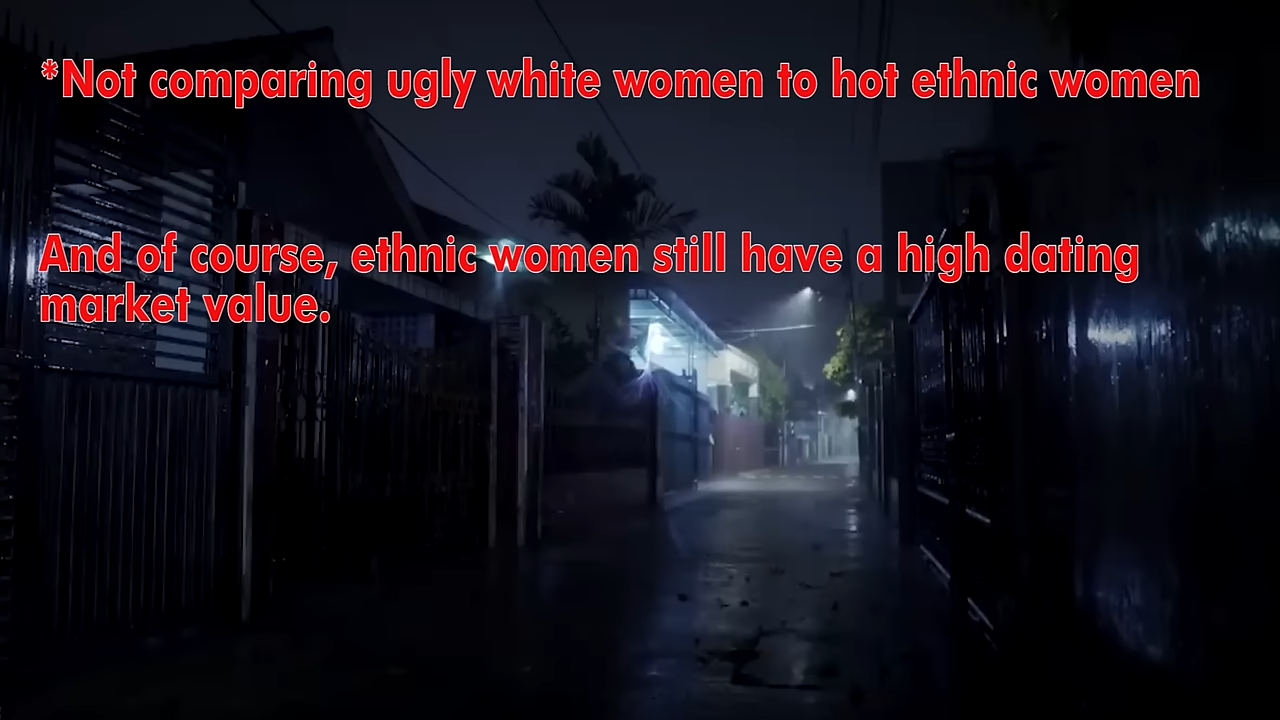 *Not comparing ugly white women to hot ethnic women
And of course, ethnic women still have a high dating
market value.